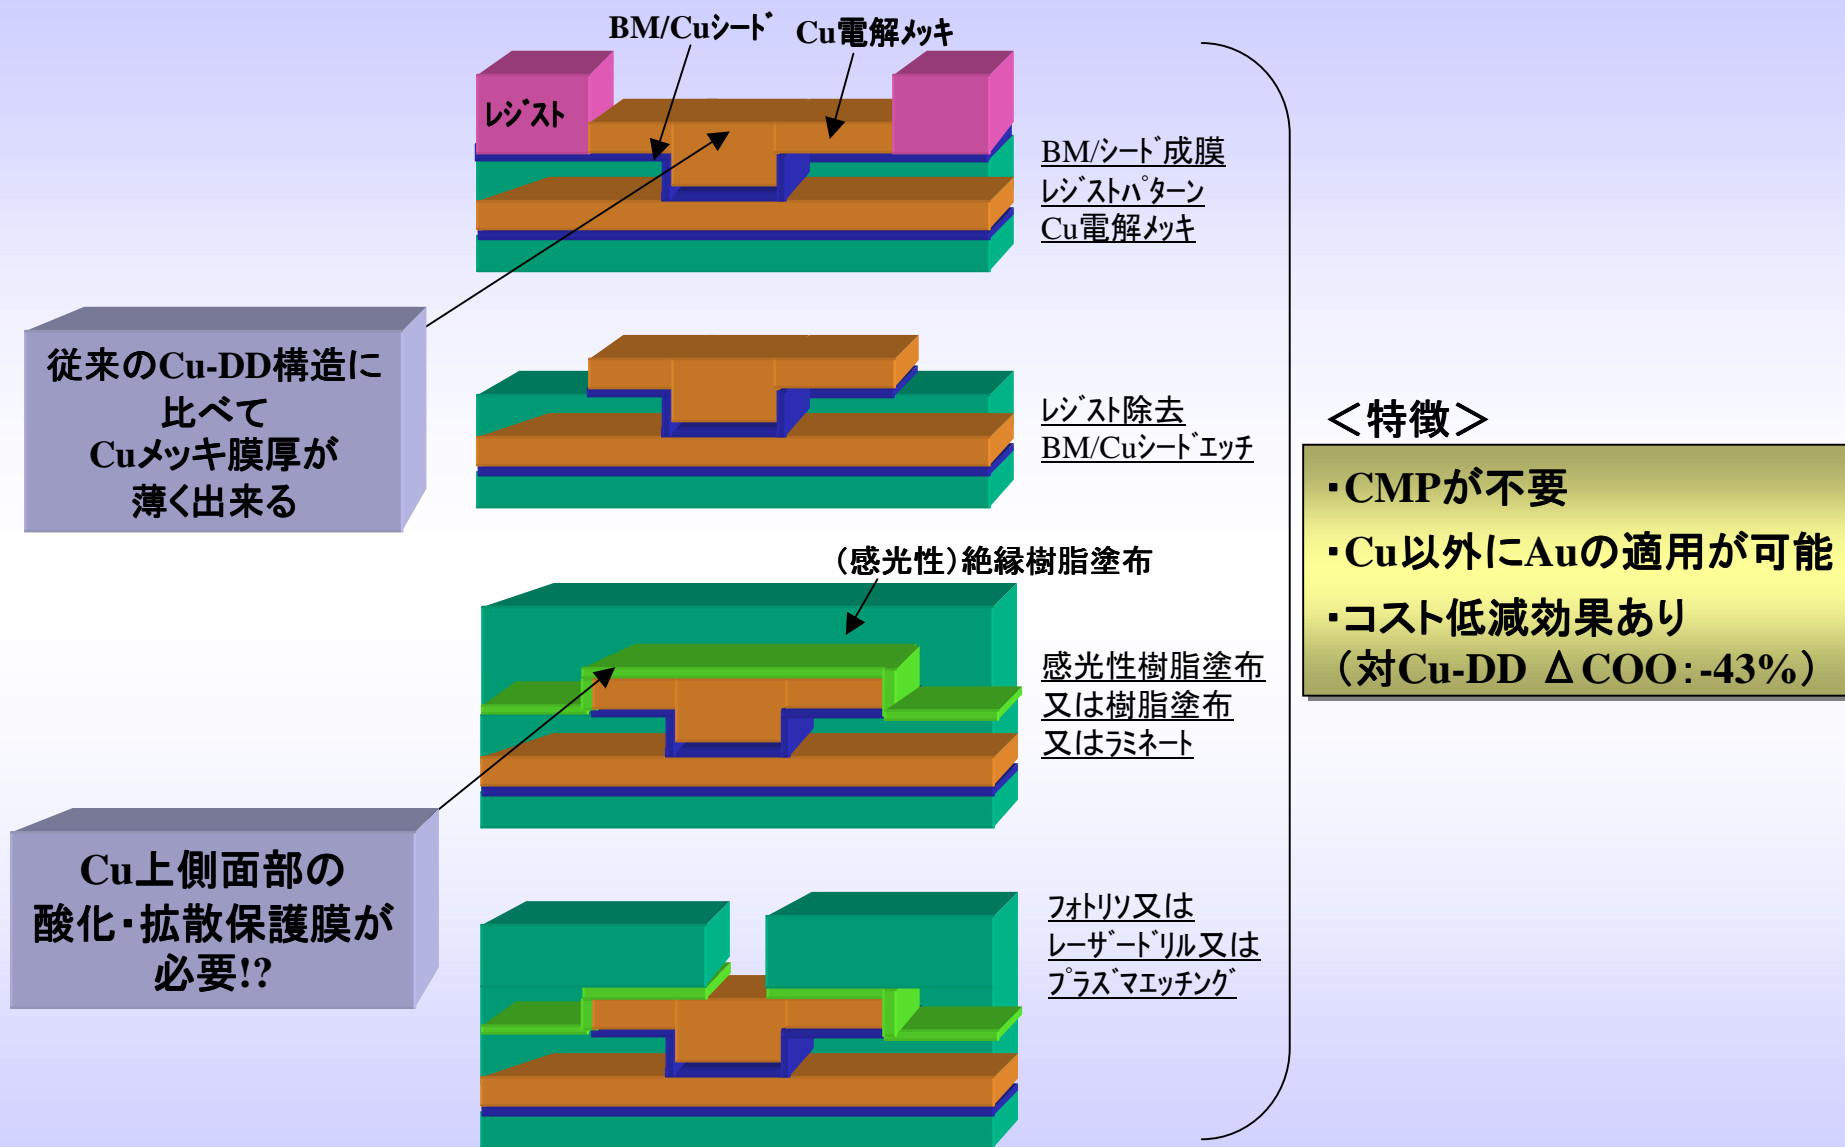 BM/Cuシード
Cu電解メッキ
レジスト
BM/シード成膜
レジストパターン
Cu電解メッキ
従来のCu-DD構造に
比べて
Cuメッキ膜厚が
薄く出来る
レジスト除去
BM/Cuシードエッチ
(感光性)絶縁樹脂塗布
感光性樹脂塗布
又は樹脂塗布
又はラミネート
Cu上側面部の
酸化・拡散保護膜が
必要!?
フォトリソ又は
レーザードリル又は
プラズマエッチング
＜特徴＞
・CMPが不要
・Cu以外にAuの適用が可能
・コスト低減効果あり
（対Cu-DD ΔCOO：-43%）